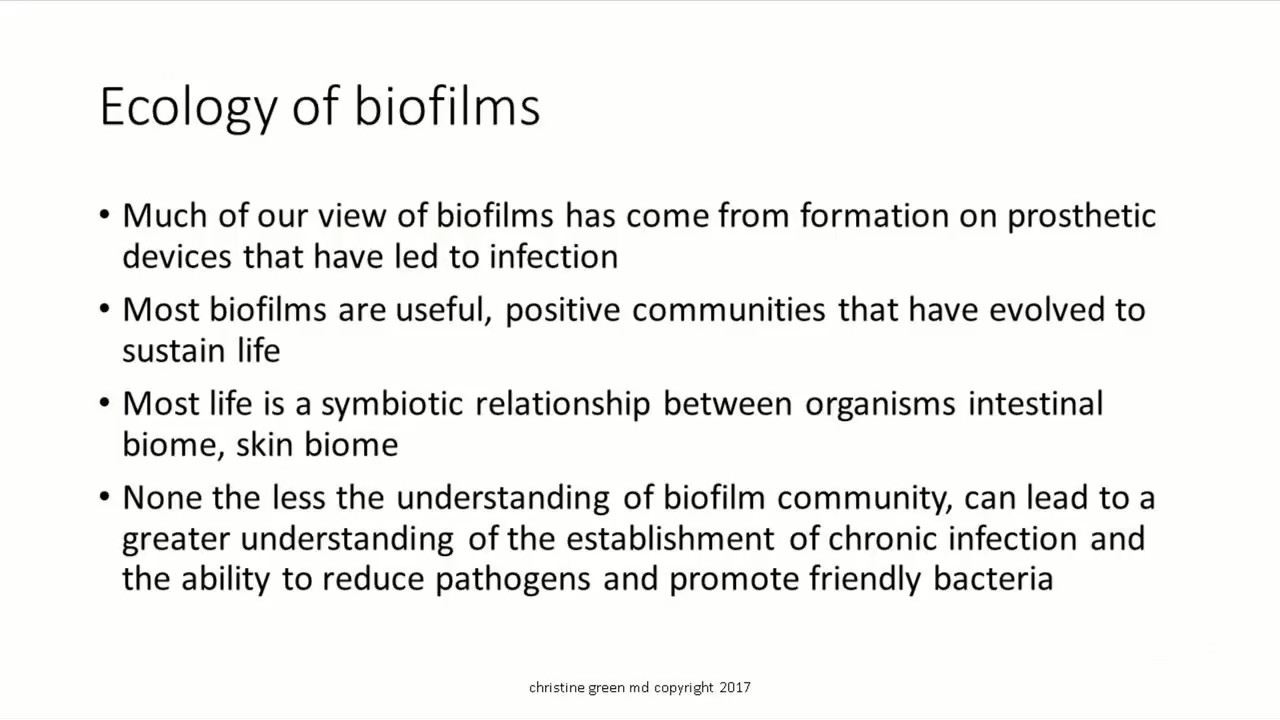 Ecology of biofilms
• Much of our view of biofilms has come from formation on prosthetic
devices that have led to infection
• Most biofilms are useful, positive communities that have evolved to
sustain life
• Most life is a symbiotic relationship between organisms intestinal
biome, skin biome
• None the less the understanding of biofilm community, can lead to a
greater understanding of the establishment of chronic infection and
the ability to reduce pathogens and promote friendly bacteria
christine green md copyright 2017